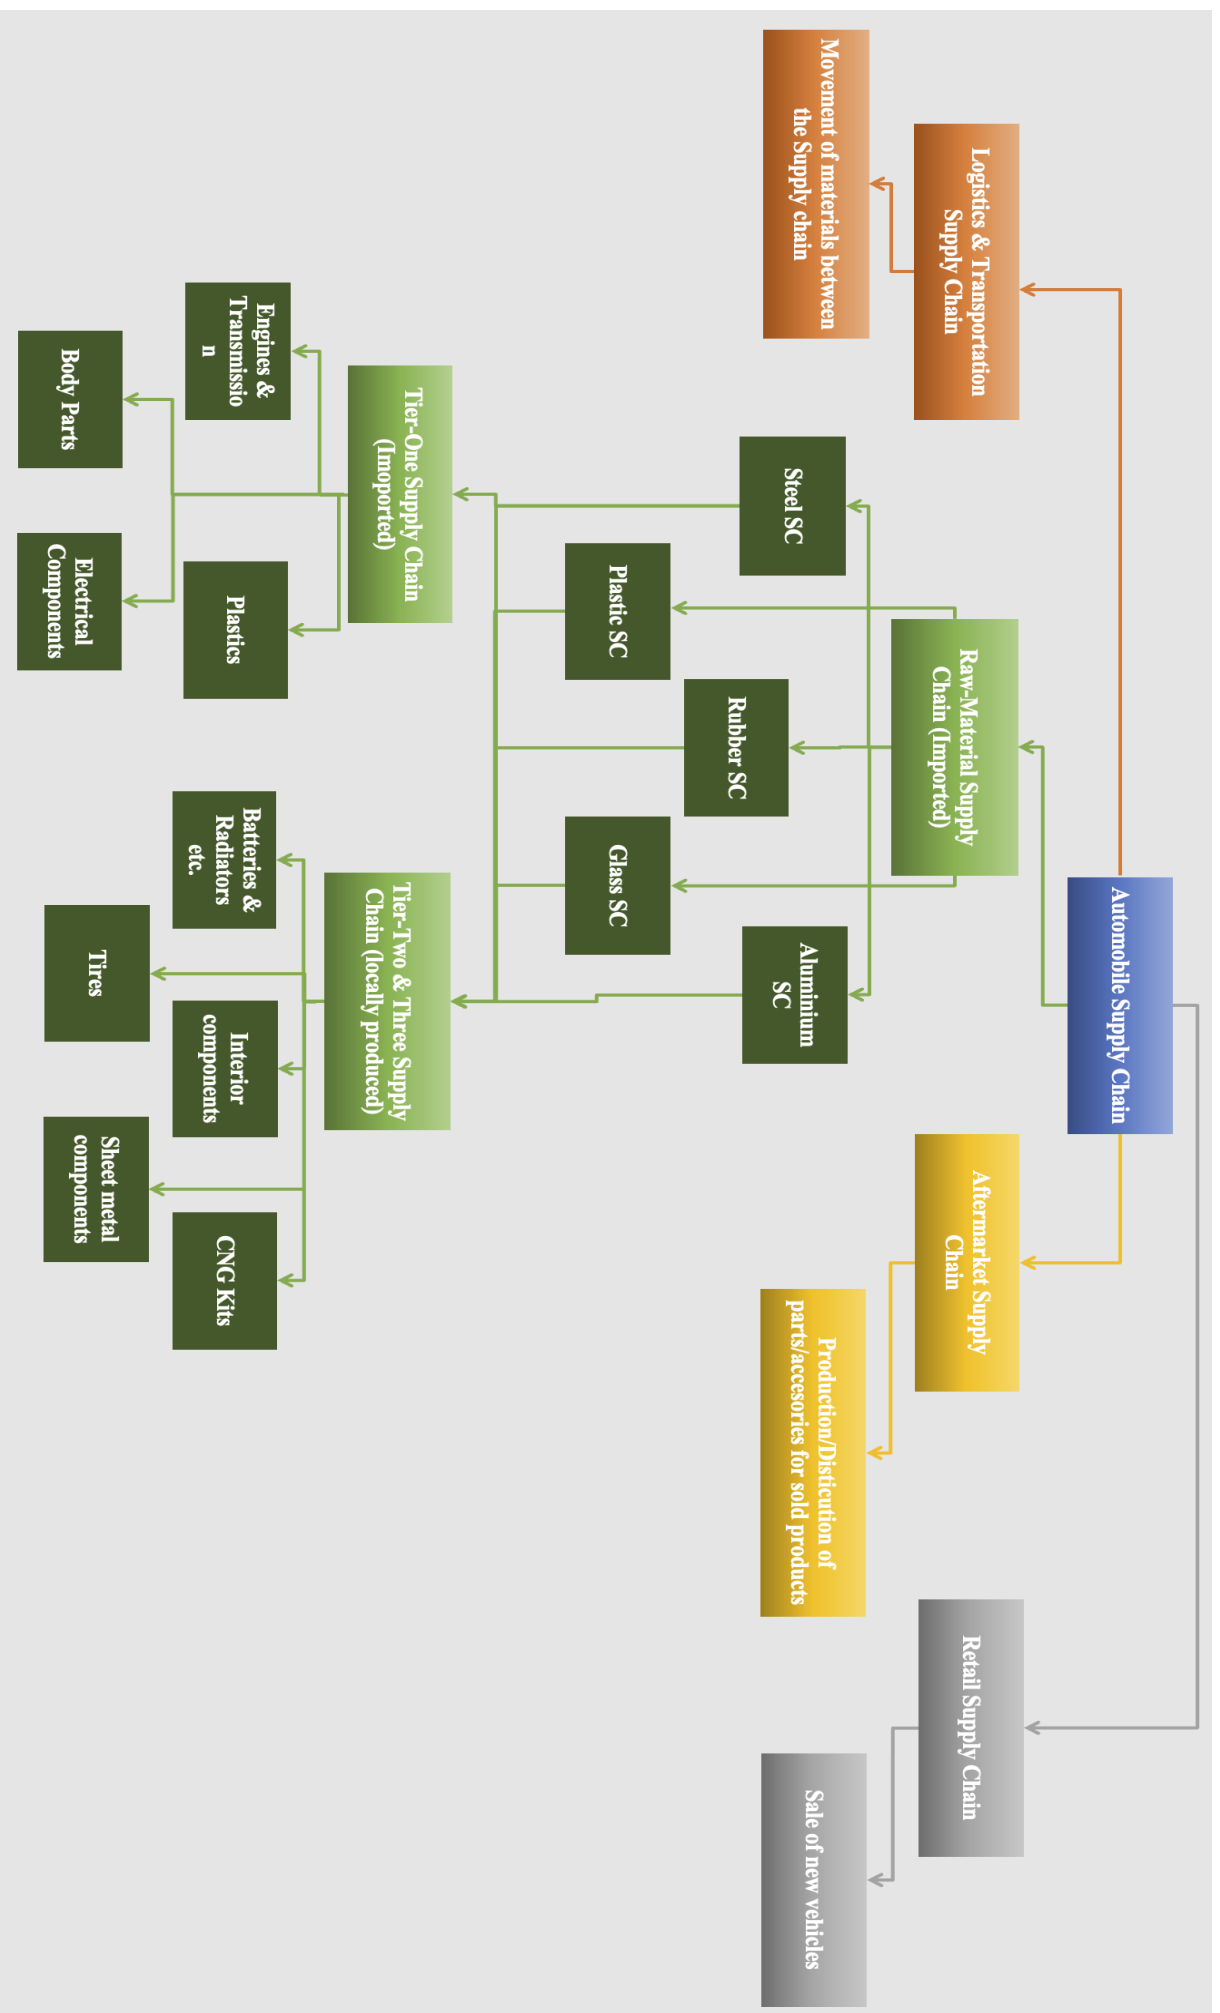 Automobile Supply Chain
Logistics & Transportation
Supply Chain
Raw-Material Supply
Chain (Imported)
Aftermarket Supply
Chain
Retail Supply Chain
Movement of materials between
the Supply chain
Steel SC
Plastic SC
Rubber SC
Glass SC
Aluminium
SC
Production/Disticution of
parts/accesories for sold products
Sale of new vehicles
Tier-One Supply Chain
(Imoported)
Tier-Two & Three Supply
Chain (locally produced)
Engines &
Transmissio
n
Plastics
Body Parts
Electrical
Components
Batteries &
Radiators
etc.
Interior
components
CNG Kits
Tires
Sheet metal
components